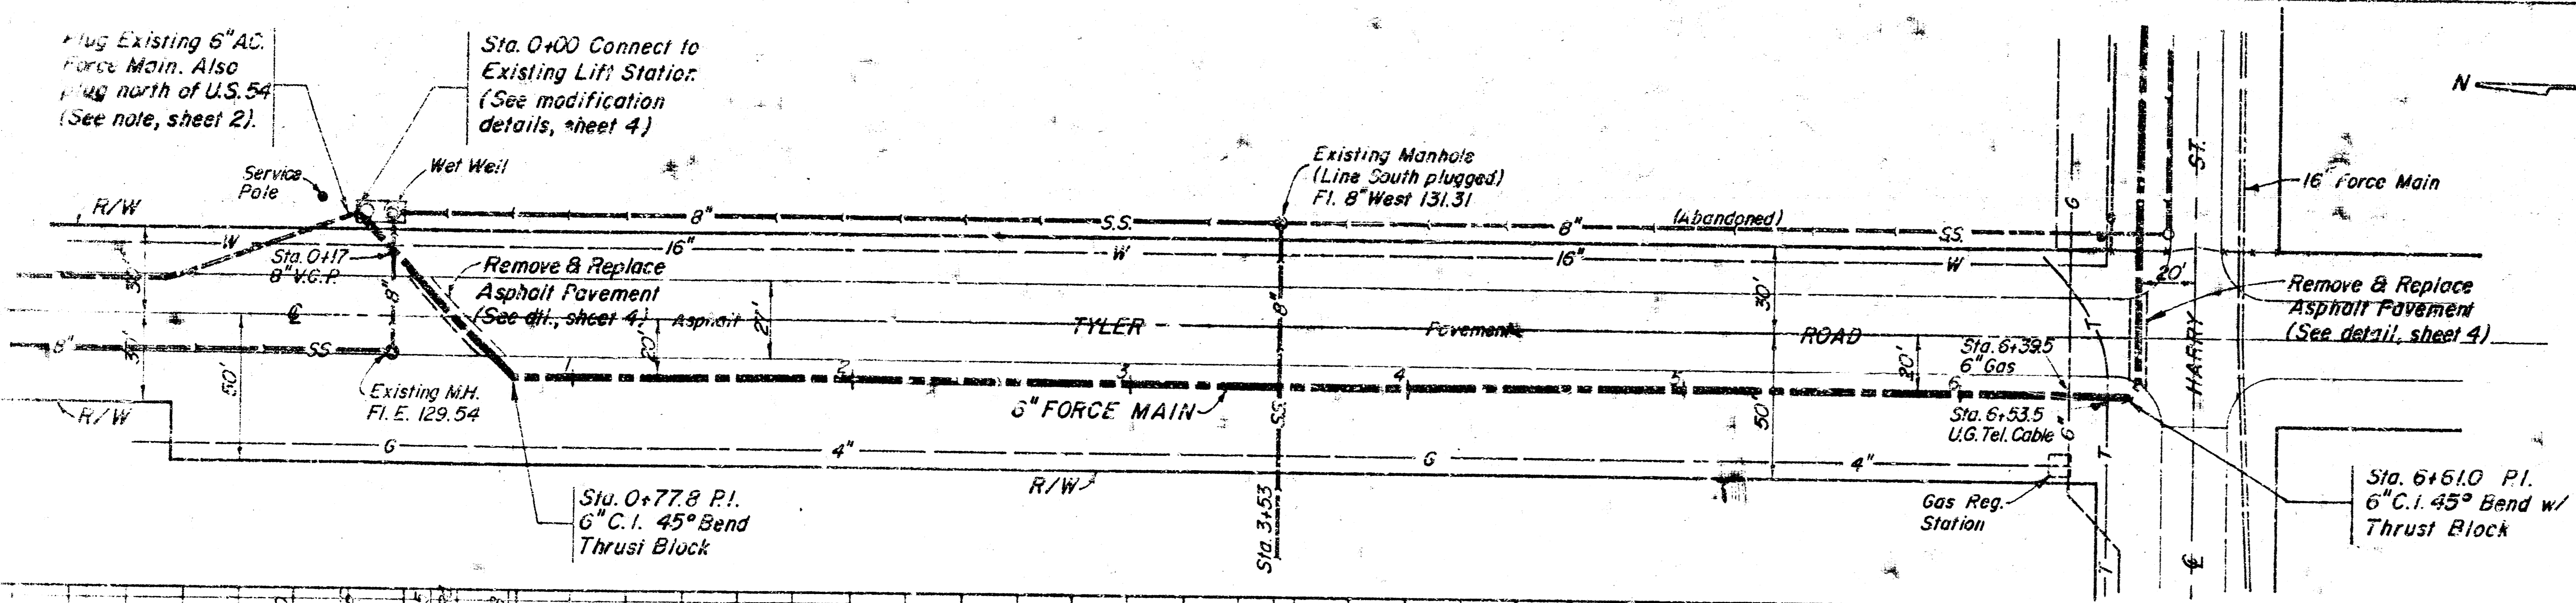 Plug Existing 6" AC.
Force Main. Also
plug north of U.S. 54
(See note, sheet 2).
Sta. 0+00 Connect to
Existing Lift Station
(See modification
details, sheet 4)
Service
Pole
Wet Well
Existing Manhole
(Line South plugged)
Fl. 8" West 131.31
N
16" Force Main
R/W
8"
S.S.
8"
(Abandoned)
SS.
W
16"
W
16"
W
G
HARRY ST.
20'
Sta. 0+17
8" V.C.P.
8"
Remove & Replace
Asphalt Pavement
(See dtl., sheet 4)
Asphalt
20'
TYLER
8"
Pavement
30'
ROAD
20'
T
Remove & Replace
Asphalt Pavement
(See detail, sheet 4)
30'
30'
50'
8"
SS
℄
Existing M.H.
Fl. E. 129.54
1
2
3
4
5
6
6" FORCE MAIN
SS.
50'
Sta. 6+39.5
6" Gas
Sta. 6+53.5
U.G. Tel. Cable
6"
T
R/W
G
4"
G
4"
R/W
Sta. 0+77.8 P.I.
6" C.I. 45° Bend
Thrust Block
Sta. 3+53
Gas Reg.
Station
T
℄
Sta. 6+61.0 P.I.
6" C.I. 45° Bend w/
Thrust Block